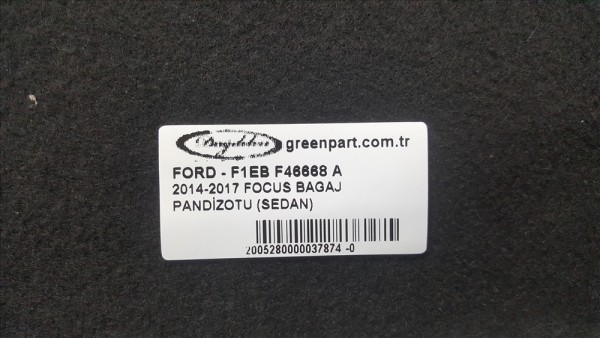 greenpart.com.tr
FORD - F1EB F46668 A
2014-2017 FOCUS BAGAJ
PANDİZOTU (SEDAN)
2005280000037874 -0